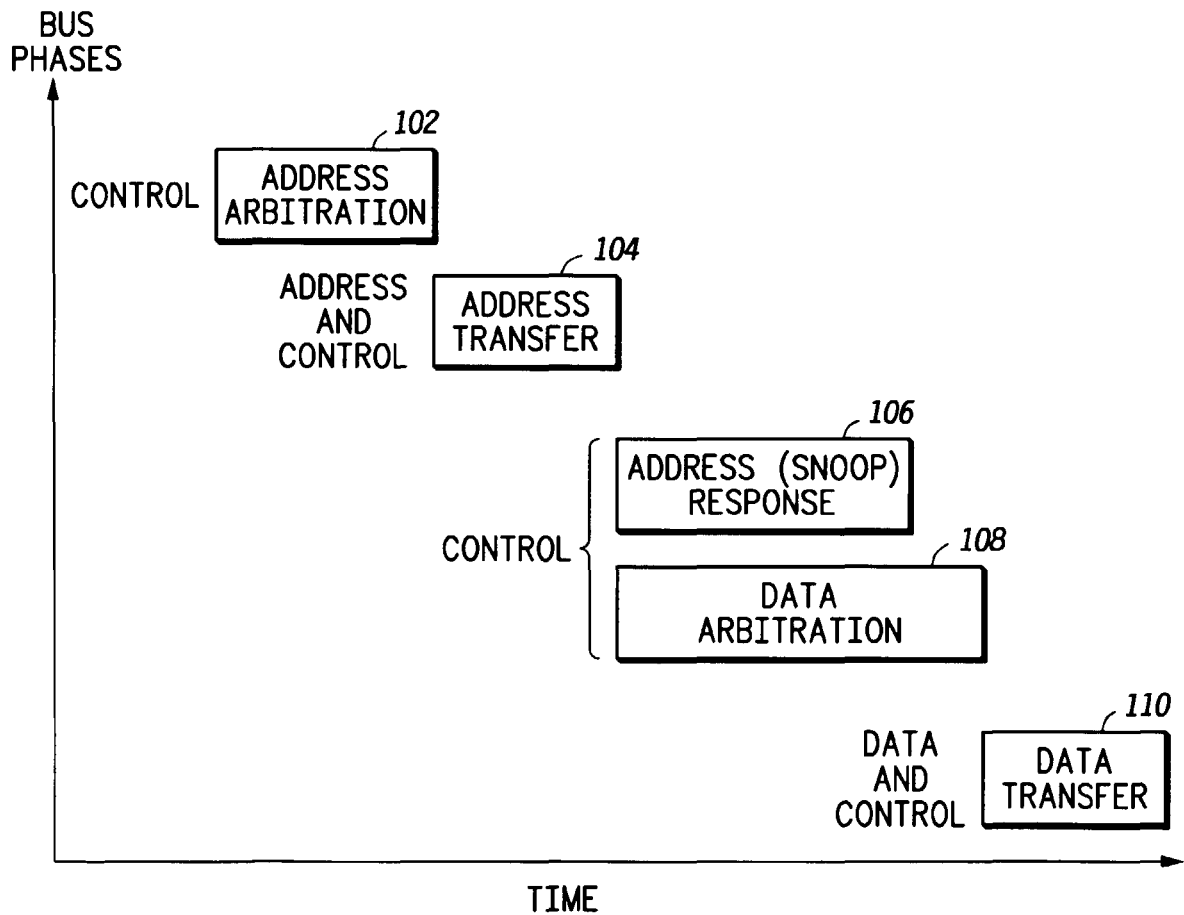 BUS
PHASES
102
CONTROL
ADDRESS
ARBITRATION
104
ADDRESS
AND
CONTROL
ADDRESS
TRANSFER
106
ADDRESS (SNOOP)
RESPONSE
CONTROL
108
DATA
ARBITRATION
110
DATA
AND
CONTROL
DATA
TRANSFER
TIME